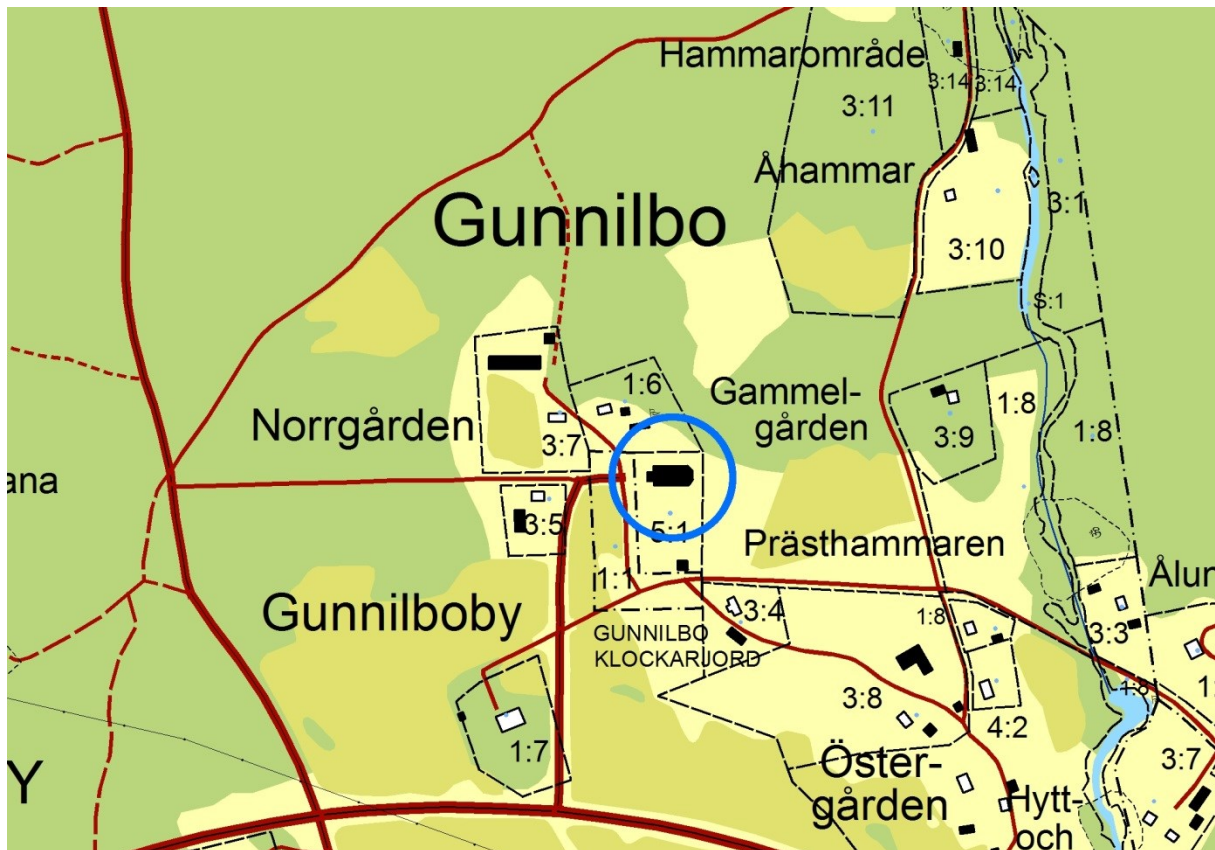 Hammarområde
3:14
3:14
3:11
Åhammar
3:1
Gunnilbo
3:10
S:1
1:6
Gammel-
gården
1:8
3:9
1:8
Norrgården
3:7
ana
3:5
5:1
Prästhammaren
1:1
Ålun
Gunnilboby
3:4
1:8
3:3
GUNNILBO
KLOCKARJORD
1:8
1:
3:8
4:2
1:7
Y
Öster-
gården
3:7
Hytt-
och